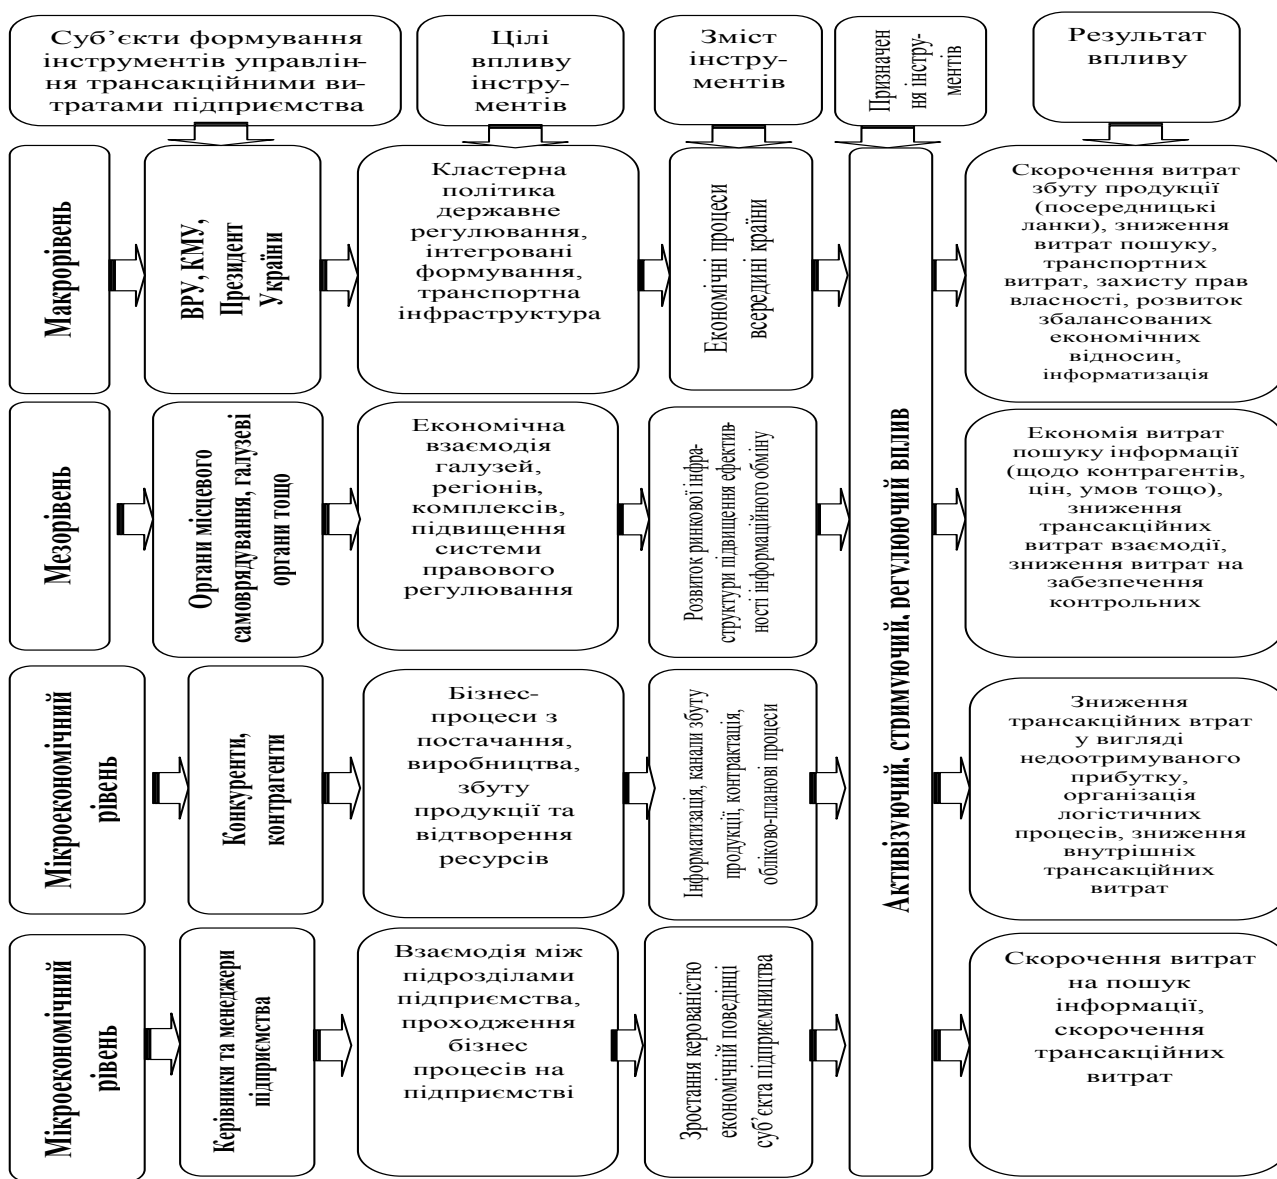 Суб’єкти формування
інструментів управлін-
ня трансакційними ви-
тратами підприємства
Цілі
впливу
інстру-
ментів
Зміст
інстру-
ментів
Призначен
ня інстру-
ментів
Результат
впливу
Макрорівень
ВРУ, КМУ,
Президент
України
Кластерна
політика
державне
регулювання,
інтегровані
формування,
транспортна
інфраструктура
Економічні процеси
всередині країни
Активізуючий, стримуючий, регулюючий вплив
Скорочення витрат
збуту продукції
(посередницькі
ланки), зниження
витрат пошуку,
транспортних
витрат, захисту прав
власності, розвиток
збалансованих
економічних
відносин,
інформатизація
Мезорівень
Органи місцевого
самоврядування, галузеві
органи тощо
Економічна
взаємодія
галузей,
регіонів,
комплексів,
підвищення
системи
правового
регулювання
Розвиток ринкової інфра-
структури підвищення ефектив-
ності інформаційного обміну
Економія витрат
пошуку інформації
(щодо контрагентів,
цін, умов тощо),
зниження
трансакційних
витрат взаємодії,
зниження витрат на
забезпечення
контрольних
Мікроекономічний
рівень
Конкуренти,
контрагенти
Бізнес-
процеси з
постачання,
виробництва,
збуту
продукції та
відтворення
ресурсів
Інформатизація, канали збуту
продукції, контрактація,
обліково-планові процеси
Зниження
трансакційних втрат
у вигляді
недоотримуваного
прибутку,
організація
логістичних
процесів, зниження
внутрішніх
трансакційних
витрат
Мікроекономічний
рівень
Керівники та менеджери
підприємства
Взаємодія між
підрозділами
підприємства,
проходження
бізнес
процесів на
підприємстві
Зростання керованістю
економічній поведінці
суб’єкта підприємництва
Скорочення витрат
на пошук
інформації,
скорочення
трансакційних
витрат